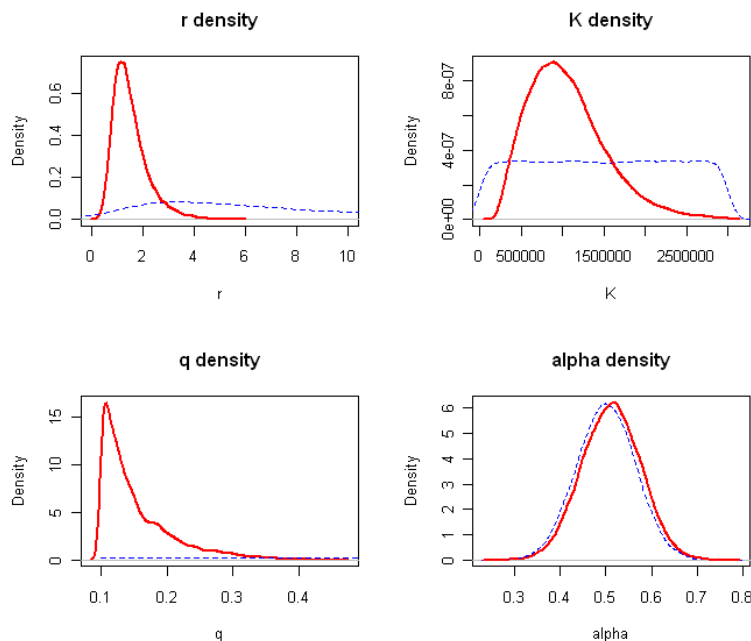 r density
Density
0.0
0.2
0.4
0.6
0
2
4
6
8
10
r
K density
Density
0e+00
4e-07
8e-07
0
500000
1500000
2500000
K
q density
Density
0
5
10
15
0.1
0.2
0.3
0.4
q
alpha density
Density
0
1
2
3
4
5
6
0.3
0.4
0.5
0.6
0.7
0.8
alpha